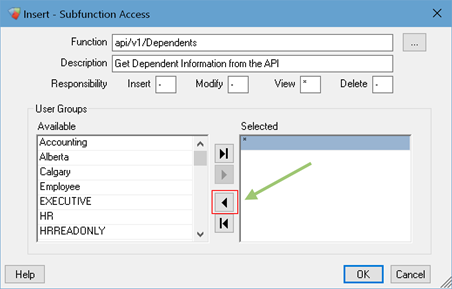 Insert - Subfunction Access
Function api/v1/Dependents ...
Description Get Dependent Information from the API
Responsibility Insert - Modify - View * Delete -
User Groups
Available Selected
Accounting *
Alberta
Calgary
Employee
EXECUTIVE
HR
HRREADONLY
Help OK Cancel